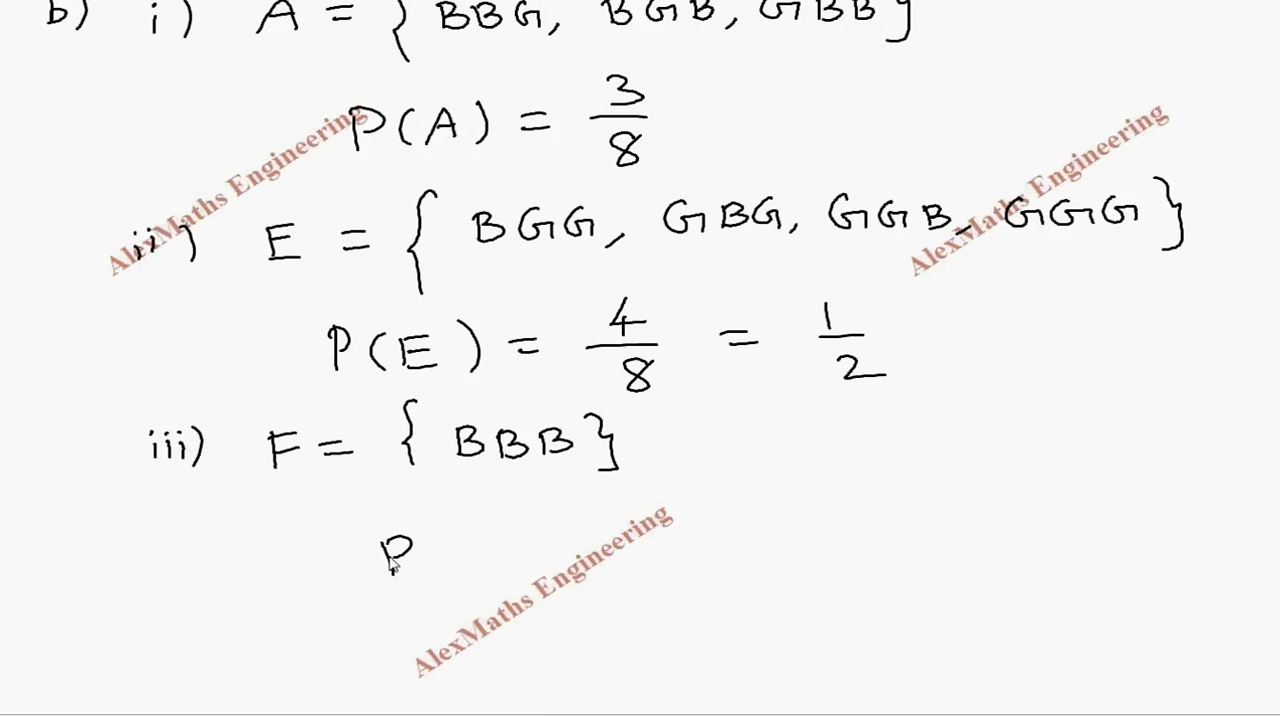 b) i) A = { BBG, BGB, GBB }
P(A) = 3/8
ii) E = { BGG, GBG, GGB, GGG }
P(E) = 4/8 = 1/2
iii) F = { BBB }
P
AlexMaths Engineering
AlexMaths Engineering
AlexMaths Engineering